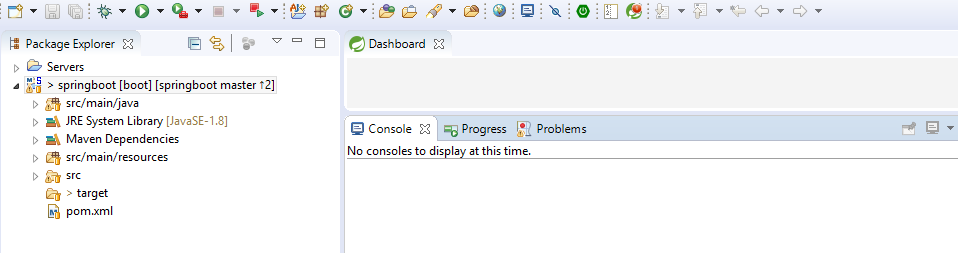 Package Explorer
Servers
> springboot [boot] [springboot master ↑2]
src/main/java
JRE System Library [JavaSE-1.8]
Maven Dependencies
src/main/resources
src
> target
pom.xml
Dashboard
Console Progress Problems
No consoles to display at this time.